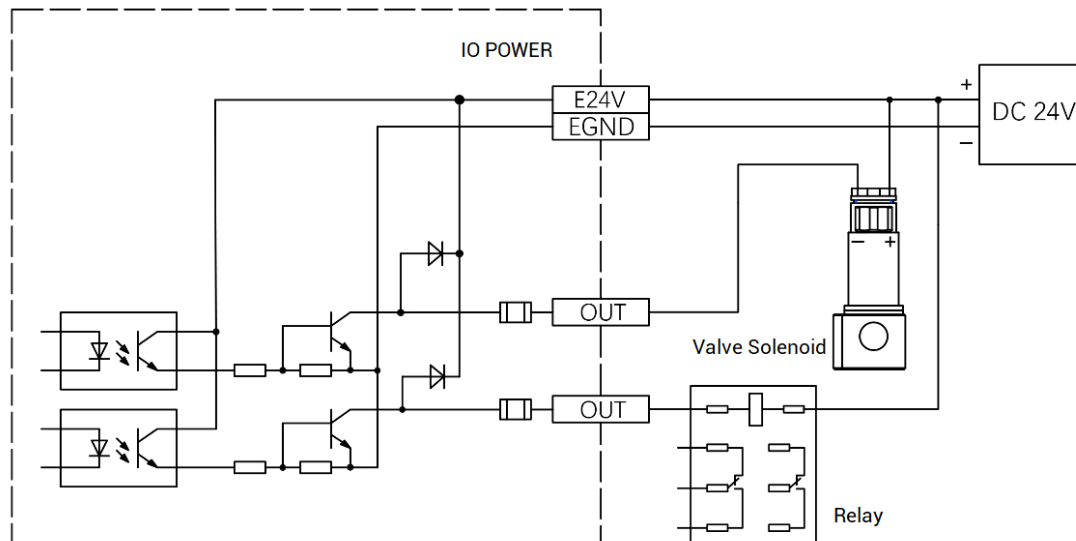 IO POWER
E24V
+
EGND
DC 24V
−
− +
OUT
Valve Solenoid
OUT
Relay